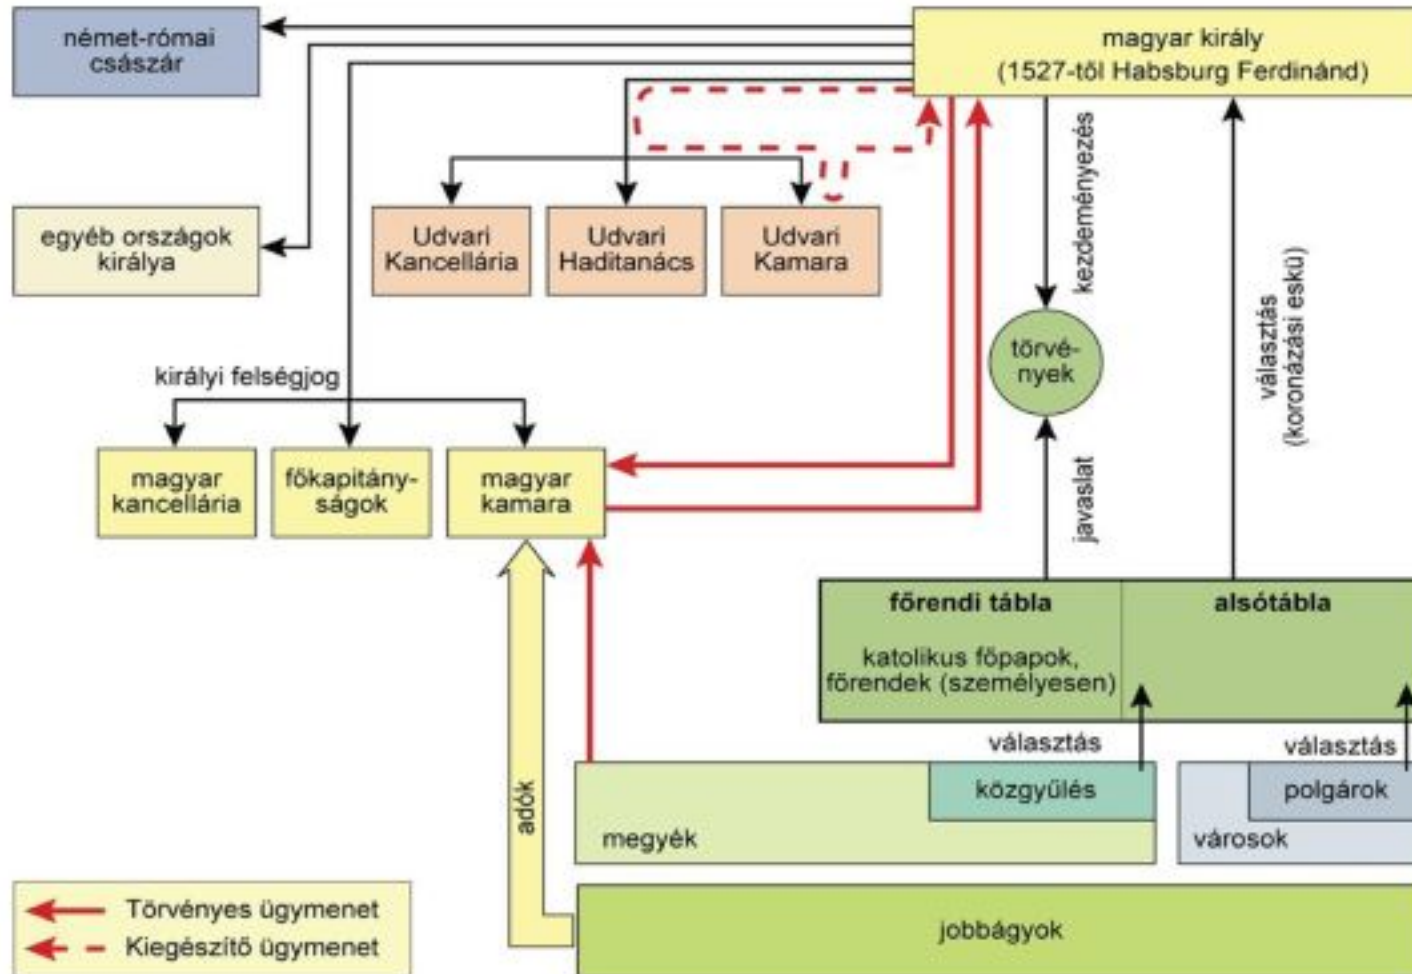 német-római
császár
magyar király
(1527-től Habsburg Ferdinánd)
egyéb országok
királya
Udvari
Kancellária
Udvari
Haditanács
Udvari
Kamara
kezdeményezés
választás
(koronázási eskü)
törvé-
nyek
királyi felségjog
magyar
kancellária
főkapitány-
ságok
magyar
kamara
javaslat
főrendi tábla
katolikus főpapok,
főrendek (személyesen)
alsótábla
választás
választás
közgyűlés
megyék
polgárok
városok
adók
jobbágyok
Törvényes ügymenet
Kiegészítő ügymenet